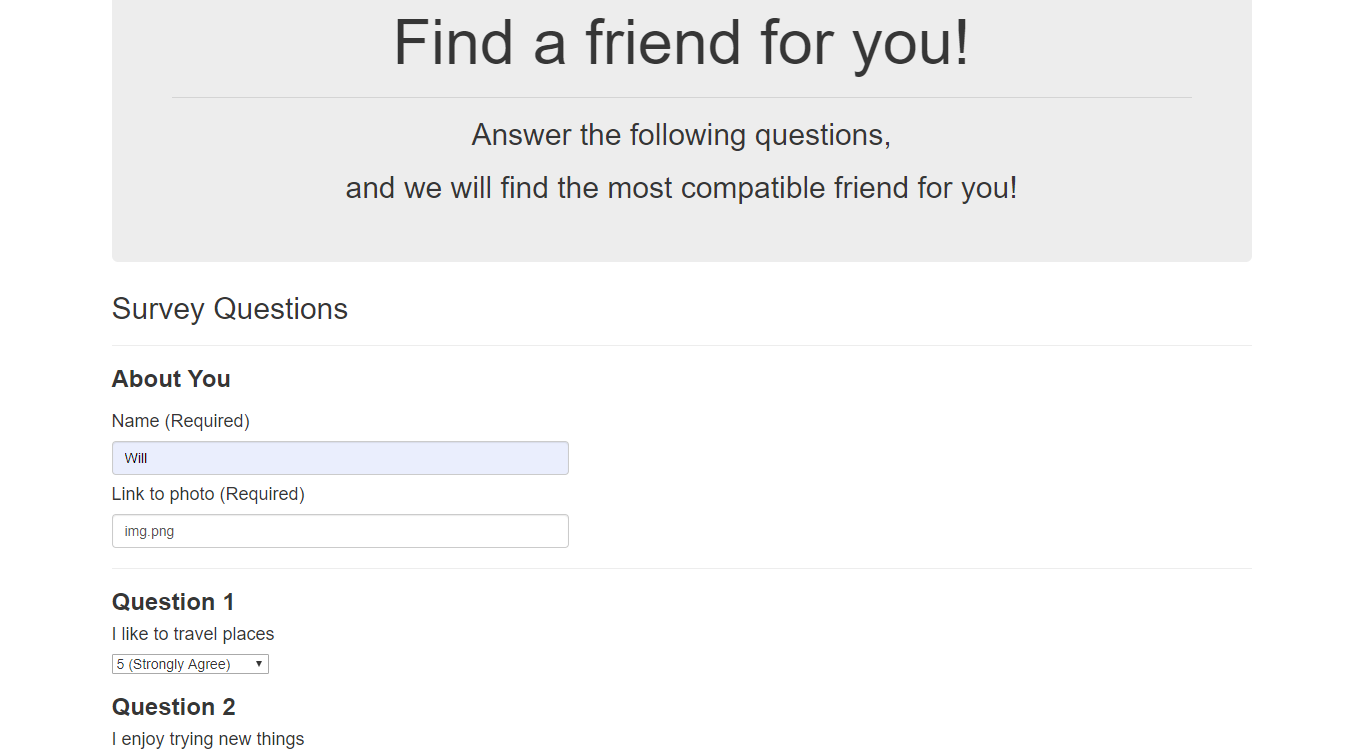 Find a friend for you!
Answer the following questions,
and we will find the most compatible friend for you!
Survey Questions
About You
Name (Required)
Will
Link to photo (Required)
img.png
Question 1
I like to travel places
5 (Strongly Agree)
Question 2
I enjoy trying new things